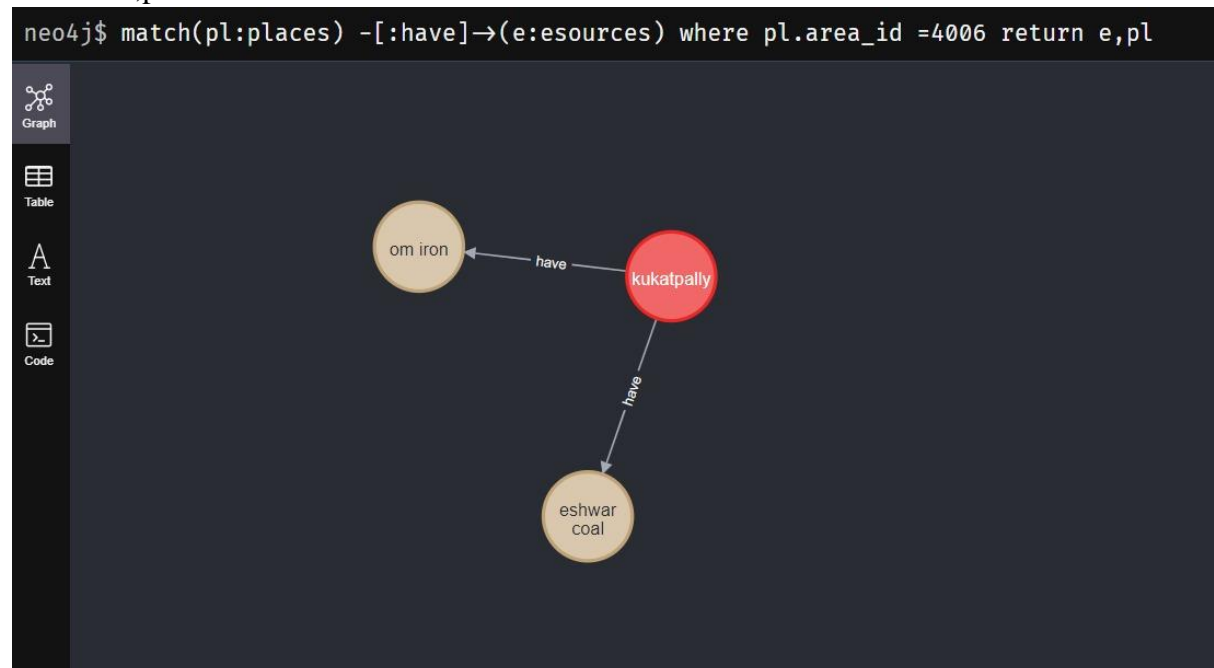 neo4j$ match(pl:places) -[:have]→(e:esources) where pl.area_id =4006 return e,pl
Graph
Table
Text
Code
om iron
have
kukatpally
have
eshwar
coal